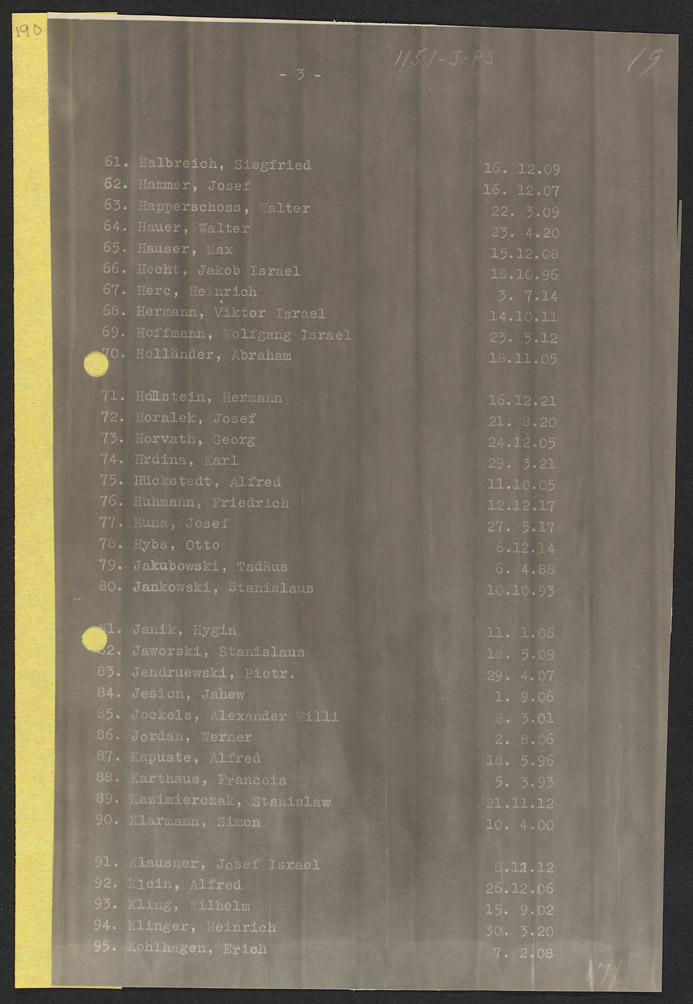 190
1151-J-PS
19
- 3 -
61. Halbreich, Siegfried 16. 12.09
62. Hammer, Josef 16. 12.07
63. Happerschoss, Walter 22. 3.09
64. Hauer, Walter 23. 4.20
65. Hauser, Max 15.12.08
66. Hecht, Jakob Israel 18.10.96
67. Herc, Heinrich 3. 7.14
68. Hermann, Viktor Israel 14.10.11
69. Hoffmann, Wolfgang Israel 23. 5.12
70. Holländer, Abraham 18.11.05
71. Holstein, Hermann 16.12.21
72. Horalek, Josef 21. 8.20
73. Horvath, Georg 24.12.05
74. Hrdina, Karl 29. 3.21
75. Hückstedt, Alfred 11.10.05
76. Huhmann, Friedrich 12.12.17
77. Huna, Josef 27. 5.17
78. Hybs, Otto 6.12.14
79. Jakubowski, Tadäus 6. 4.88
80. Jankowski, Stanislaus 10.10.93
81. Janik, Hygin 11. 1.06
82. Jaworski, Stanislaus 18. 5.09
83. Jendruewski, Piotr. 29. 4.07
84. Jesion, Jahew 1. 9.06
85. Jockels, Alexander Willi 8. 3.01
86. Jordan, Werner 2. 8.06
87. Kapuste, Alfred 18. 5.96
88. Karthaus, Francois 5. 3.93
89. Kazimierczak, Stanislaw 21.11.12
90. Klarmann, Simon 10. 4.00
91. Klausner, Josef Israel
92. Klein, Alfred 26.12.06
93. Kling, Wilhelm 15. 9.02
94. Klinger, Heinrich 30. 3.20
95. Kohlhagen, Erich 7. 2.08